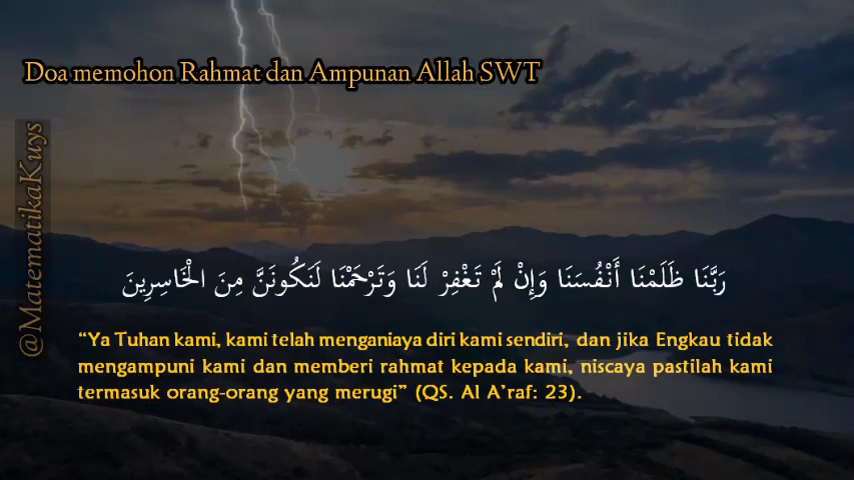 Doa memohon Rahmat dan Ampunan Allah SWT
@MatematikaKuys
رَبَّنَا ظَلَمْنَا أَنْفُسَنَا وَإِنْ لَمْ تَغْفِرْ لَنَا وَتَرْحَمْنَا لَنَكُونَنَّ مِنَ الْخَاسِرِينَ
“Ya Tuhan kami, kami telah menganiaya diri kami sendiri, dan jika Engkau tidak
mengampuni kami dan memberi rahmat kepada kami, niscaya pastilah kami
termasuk orang-orang yang merugi” (QS. Al A’raf: 23).